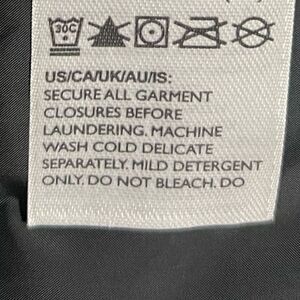 30C
US/CA/UK/AU/IS:
SECURE ALL GARMENT
CLOSURES BEFORE
LAUNDERING. MACHINE
WASH COLD DELICATE
SEPARATELY. MILD DETERGENT
ONLY. DO NOT BLEACH. DO